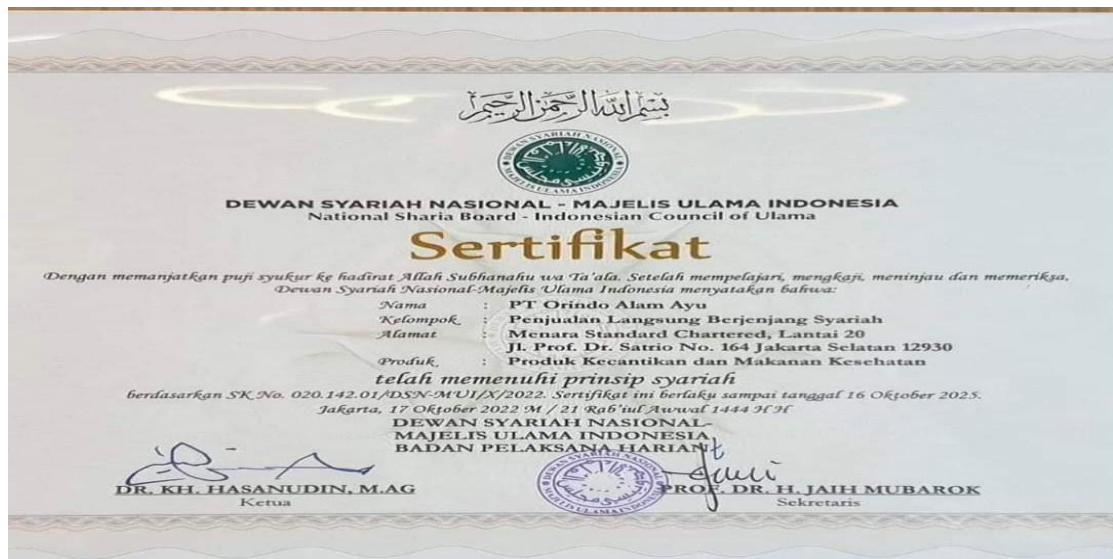 بسم الله الرحمن الرحيم
DEWAN SYARIAH NASIONAL
MAJELIS ULAMA INDONESIA
DEWAN SYARIAH NASIONAL - MAJELIS ULAMA INDONESIA
National Sharia Board - Indonesian Council of Ulama
Sertifikat
Dengan memanjatkan puji syukur ke hadirat Allah Subhanahu wa Ta'ala. Setelah mempelajari, mengkaji, meninjau dan memeriksa,
Dewan Syariah Nasional-Majelis Ulama Indonesia menyatakan bahwa:
Nama : PT Orindo Alam Ayu
Kelompok : Penjualan Langsung Berjenjang Syariah
Alamat : Menara Standard Chartered, Lantai 20
Jl. Prof. Dr. Satrio No. 164 Jakarta Selatan 12930
Produk : Produk Kecantikan dan Makanan Kesehatan
telah memenuhi prinsip syariah
berdasarkan SK No. 020.142.01/DSN-MUI/X/2022. Sertifikat ini berlaku sampai tanggal 16 Oktober 2025.
Jakarta, 17 Oktober 2022 M / 21 Rab'iul Awwal 1444 H H
DEWAN SYARIAH NASIONAL-
MAJELIS ULAMA INDONESIA
BADAN PELAKSANA HARIAN
DR. KH. HASANUDIN, M.AG
Ketua
PROF. DR. H. JAIH MUBAROK
Sekretaris